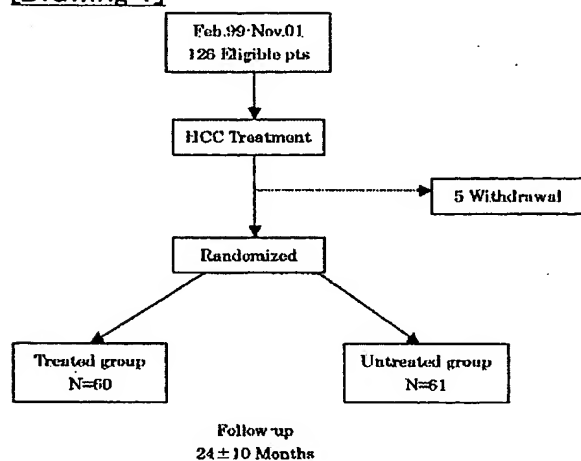 Feb.99-Nov.01
126 Eligible pts
HCC Treatment
5 Withdrawal
Randomized
Treated group
N=60
Untreated group
N=61
Follow-up
24±10 Months